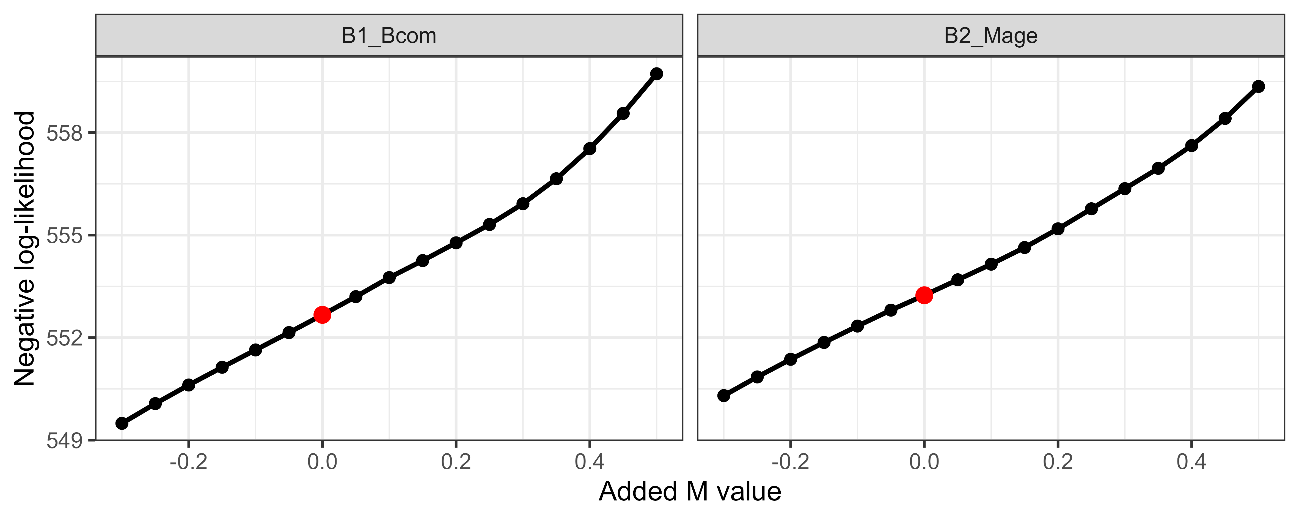 B1_Bcom
B2_Mage
Negative log-likelihood
558
555
552
549
-0.2 0.0 0.2 0.4
-0.2 0.0 0.2 0.4
Added M value